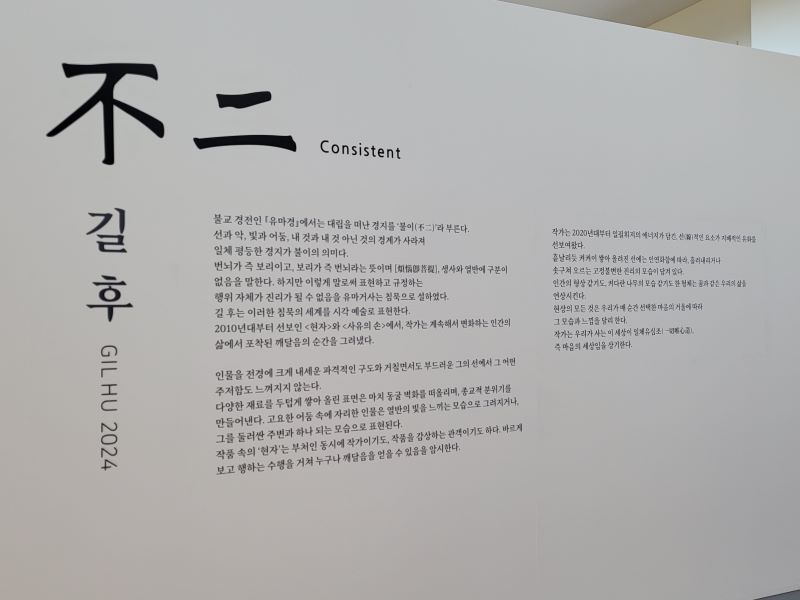 不二 Consistent
길 후
GIL HU 2024
불교 경전인 『유마경』에서는 대립을 떠난 경지를 '불이(不二)'라 부른다.
선과 악, 빛과 어둠, 내 것과 내 것 아닌 것의 경계가 사라져
일체 평등한 경지가 불이의 의미다.
번뇌가 즉 보리이고, 보리가 즉 번뇌라는 뜻이며 [煩惱卽菩提], 생사와 열반에 구분이
없음을 말한다. 하지만 이렇게 말로써 표현하고 규정하는
행위 자체가 진리가 될 수 없음을 유마거사는 침묵으로 설하였다.
길 후는 이러한 침묵의 세계를 시각 예술로 표현한다.
2010년대부터 선보인 <현자>와 <사유의 손>에서, 작가는 계속해서 변화하는 인간의
삶에서 포착된 깨달음의 순간을 그려냈다.
인물을 전경에 크게 내세운 파격적인 구도와 거칠면서도 부드러운 그의 선에서 그 어떤
주저함도 느껴지지 않는다.
다양한 재료를 두텁게 쌓아 올린 표면은 마치 동굴 벽화를 떠올리며, 종교적 분위기를
만들어낸다. 고요한 어둠 속에 자리한 인물은 열반의 빛을 느끼는 모습으로 그려지거나,
그를 둘러싼 주변과 하나 되는 모습으로 표현된다.
작품 속의 '현자'는 부처인 동시에 작가이기도, 작품을 감상하는 관객이기도 하다. 바르게
보고 행하는 수행을 거쳐 누구나 깨달음을 얻을 수 있음을 암시한다.
작가는 2020년대부터 일필휘지의 에너지가 담긴, 선(線)적인 요소가 지배적인 유화를
선보여왔다.
흩날리듯 켜켜이 쌓아 올려진 선에는 인연화합에 따라, 흘러내리거나
솟구쳐 오르는 고정불변한 진리의 모습이 담겨 있다.
인간의 형상 같기도, 커다란 나무의 모습 같기도 한 형체는 꿈과 같은 우리의 삶을
연상시킨다.
현상의 모든 것은 우리가 매 순간 선택한 마음의 거울에 따라
그 모습과 느낌을 달리 한다.
작가는 우리가 사는 이 세상이 일체유심조(一切唯心造),
즉 마음의 세상임을 상기한다.